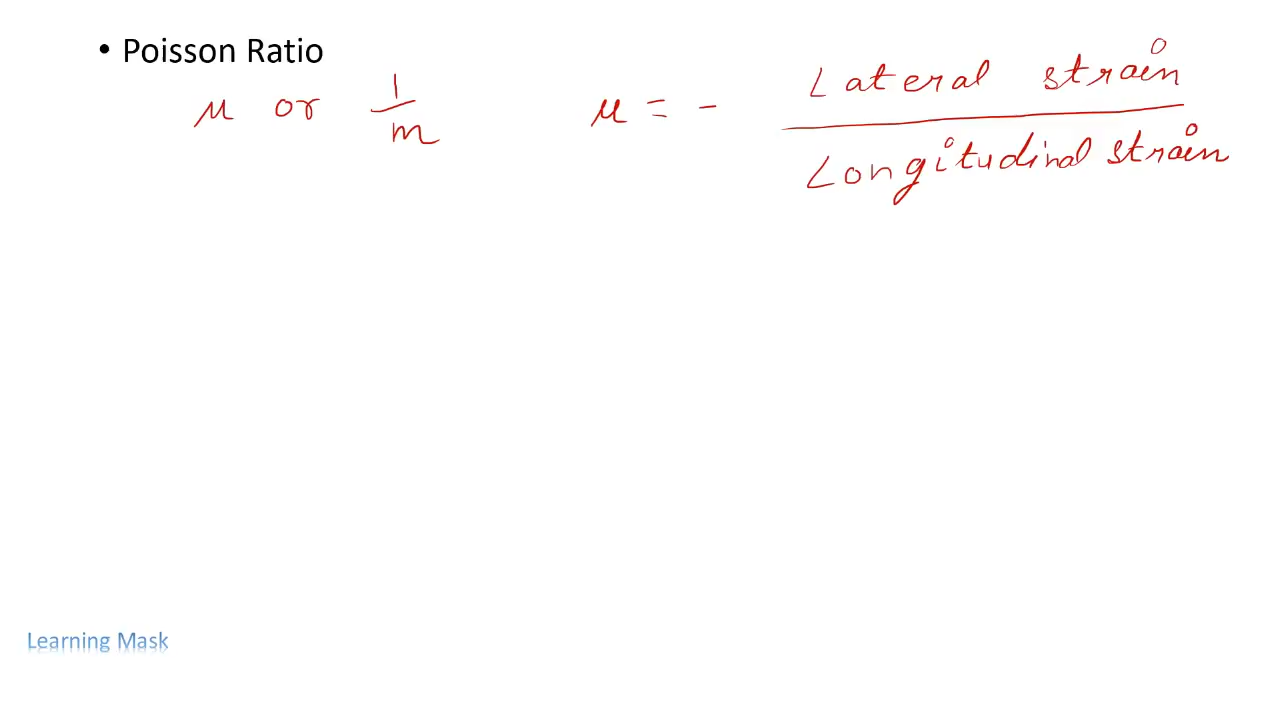 • Poisson Ratio
μ or 1/m
μ = - Lateral strain / Longitudinal strain
Learning Mask